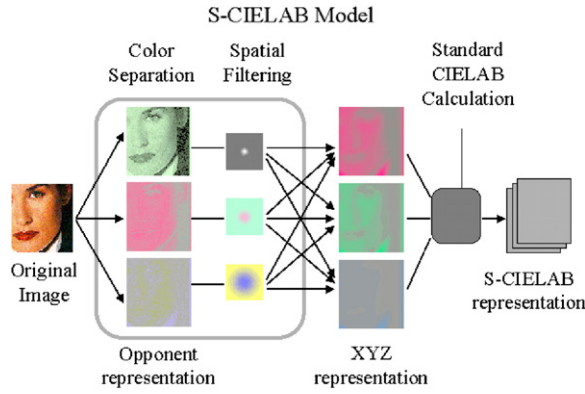 S-CIELAB Model
Color
Separation
Spatial
Filtering
Standard
CIELAB
Calculation
Original
Image
S-CIELAB
representation
Opponent
representation
XYZ
representation